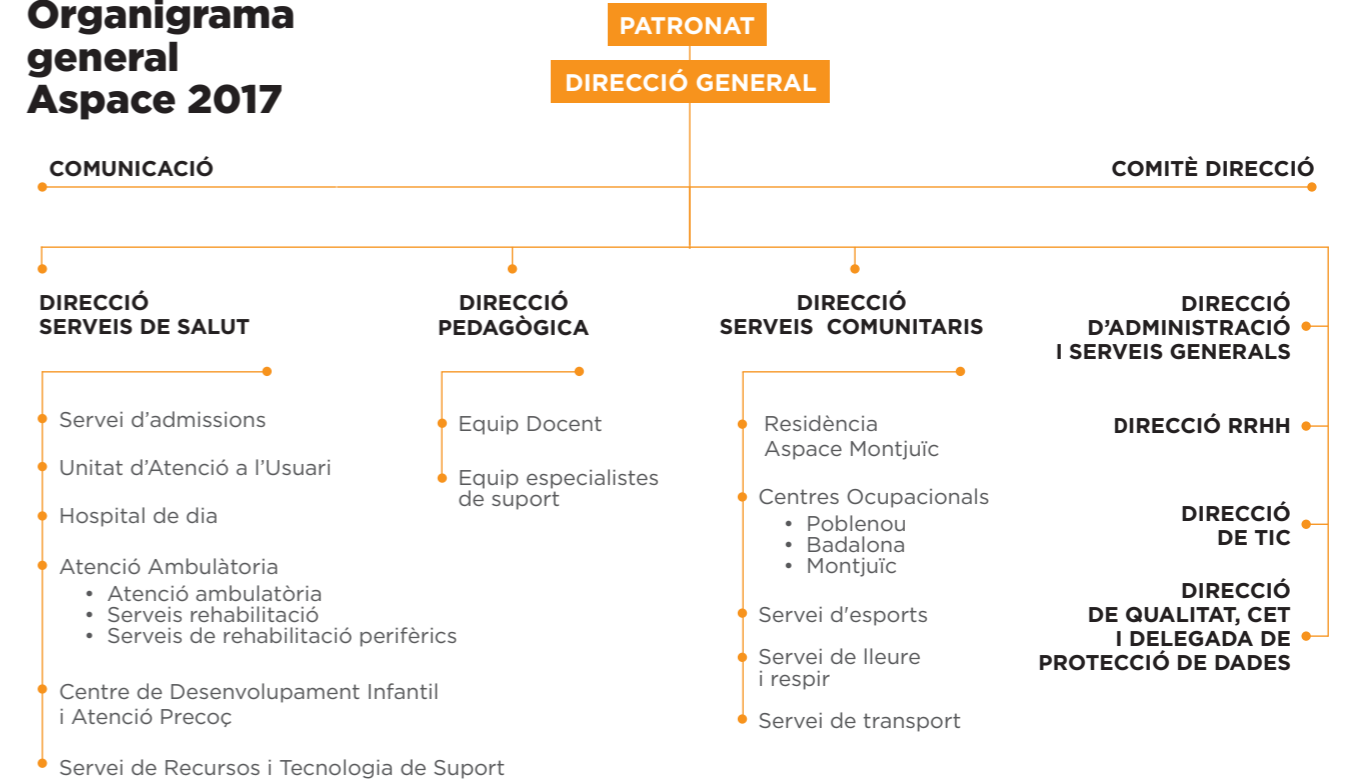 Organigrama
general
Aspace 2017
PATRONAT
DIRECCIÓ GENERAL
COMUNICACIÓ
COMITÈ DIRECCIÓ
DIRECCIÓ
SERVEIS DE SALUT
Servei d’admissions
Unitat d’Atenció a l’Usuari
Hospital de dia
Atenció Ambulàtoria
• Atenció ambulatòria
• Serveis rehabilitació
• Serveis de rehabilitació perifèrics
Centre de Desenvolupament Infantil
i Atenció Precoç
Servei de Recursos i Tecnologia de Suport
DIRECCIÓ
PEDAGÒGICA
Equip Docent
Equip especialistes
de suport
DIRECCIÓ
SERVEIS COMUNITARIS
Residència
Aspace Montjuïc
Centres Ocupacionals
• Poblenou
• Badalona
• Montjuïc
Servei d'esports
Servei de lleure
i respir
Servei de transport
DIRECCIÓ
D’ADMINISTRACIÓ
I SERVEIS GENERALS
DIRECCIÓ RRHH
DIRECCIÓ
DE TIC
DIRECCIÓ
DE QUALITAT, CET
I DELEGADA DE
PROTECCIÓ DE DADES